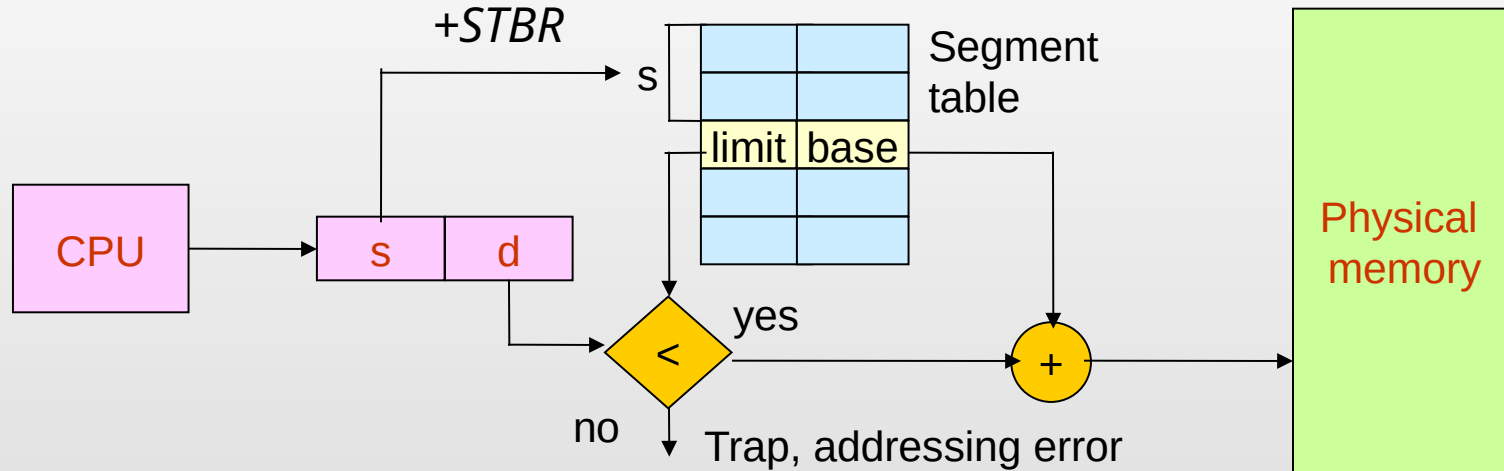 +STBR
s
Segment
table
limit base
CPU
s d
Physical
memory
yes
<
+
no
Trap, addressing error